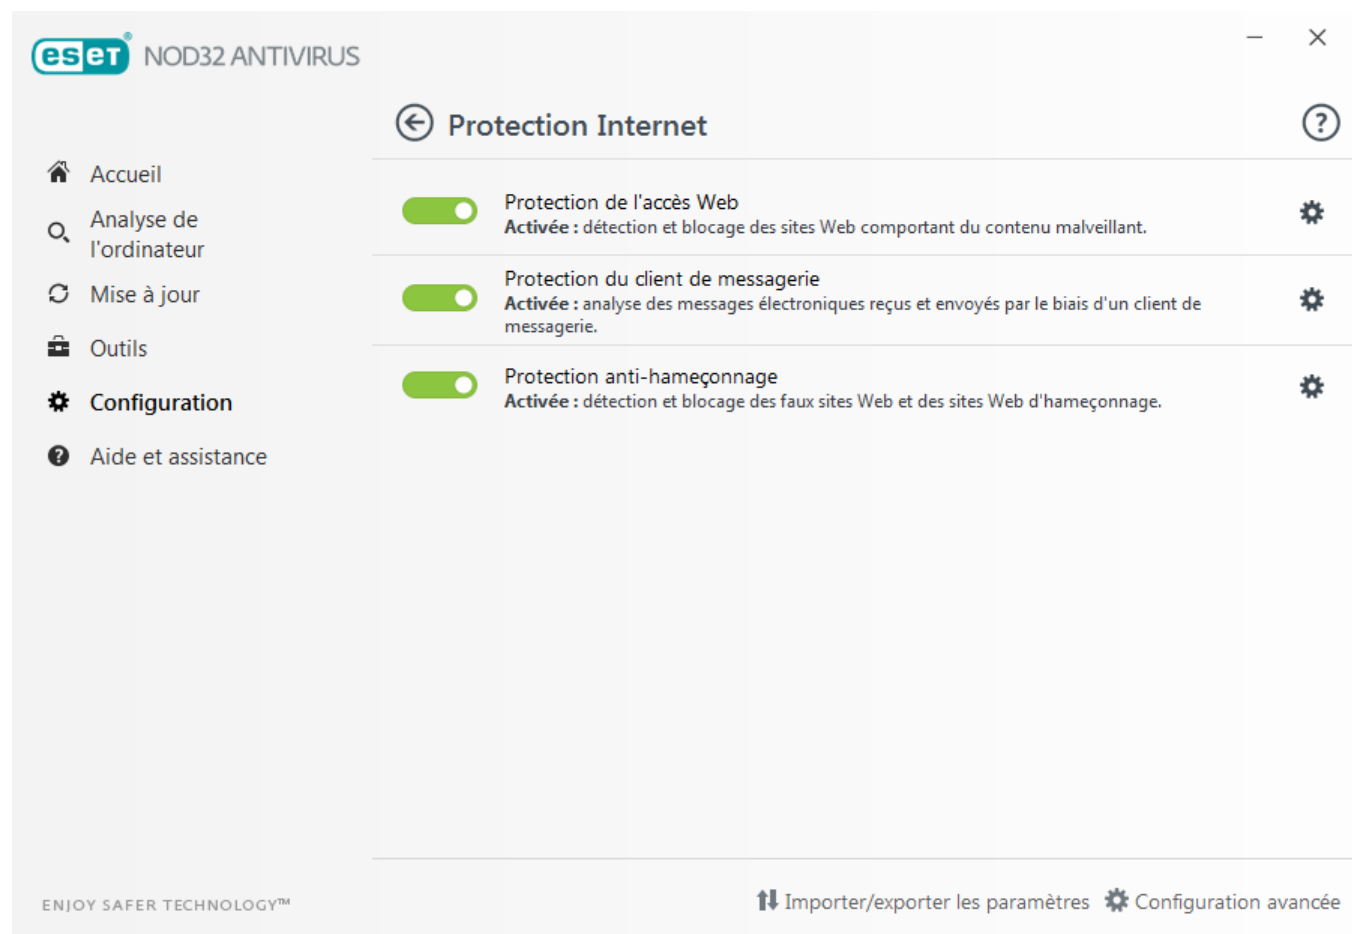 eset® NOD32 ANTIVIRUS
Protection Internet
Accueil
Analyse de
l'ordinateur
Mise à jour
Outils
Configuration
Aide et assistance
Protection de l'accès Web
Activée : détection et blocage des sites Web comportant du contenu malveillant.
Protection du client de messagerie
Activée : analyse des messages électroniques reçus et envoyés par le biais d'un client de
messagerie.
Protection anti-hameçonnage
Activée : détection et blocage des faux sites Web et des sites Web d'hameçonnage.
ENJOY SAFER TECHNOLOGY™
Importer/exporter les paramètres Configuration avancée